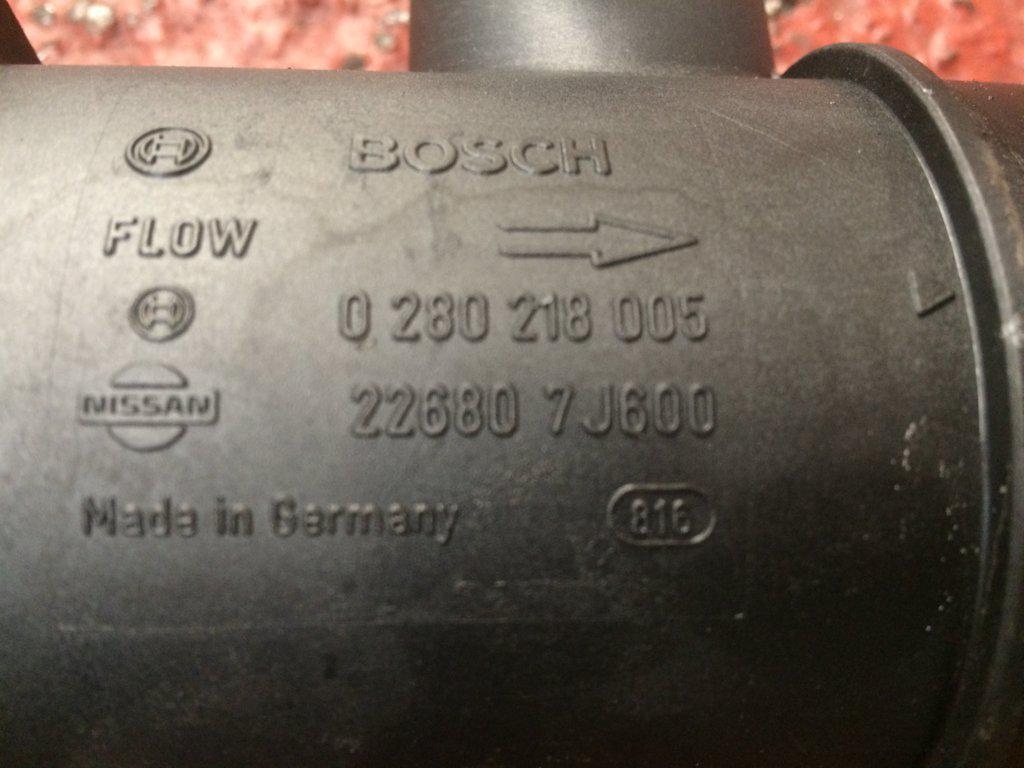 BOSCH
FLOW
0 280 218 005
NISSAN 22680 7J600
Made in Germany 816